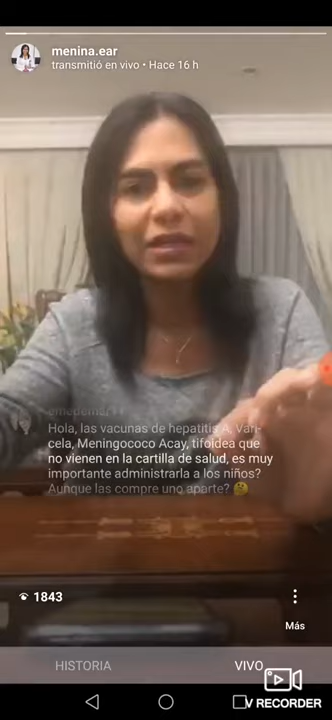 menina.ear
transmitió en vivo • Hace 16 h
Hola, las vacunas de hepatitis A, Vari-
cela, Meningococo Acay, tifoidea que
no vienen en la cartilla de salud, es muy
importante administrarla a los niños?
Aunque las compre uno aparte? 🤔
1843
Más
HISTORIA
VIVO
V RECORDER